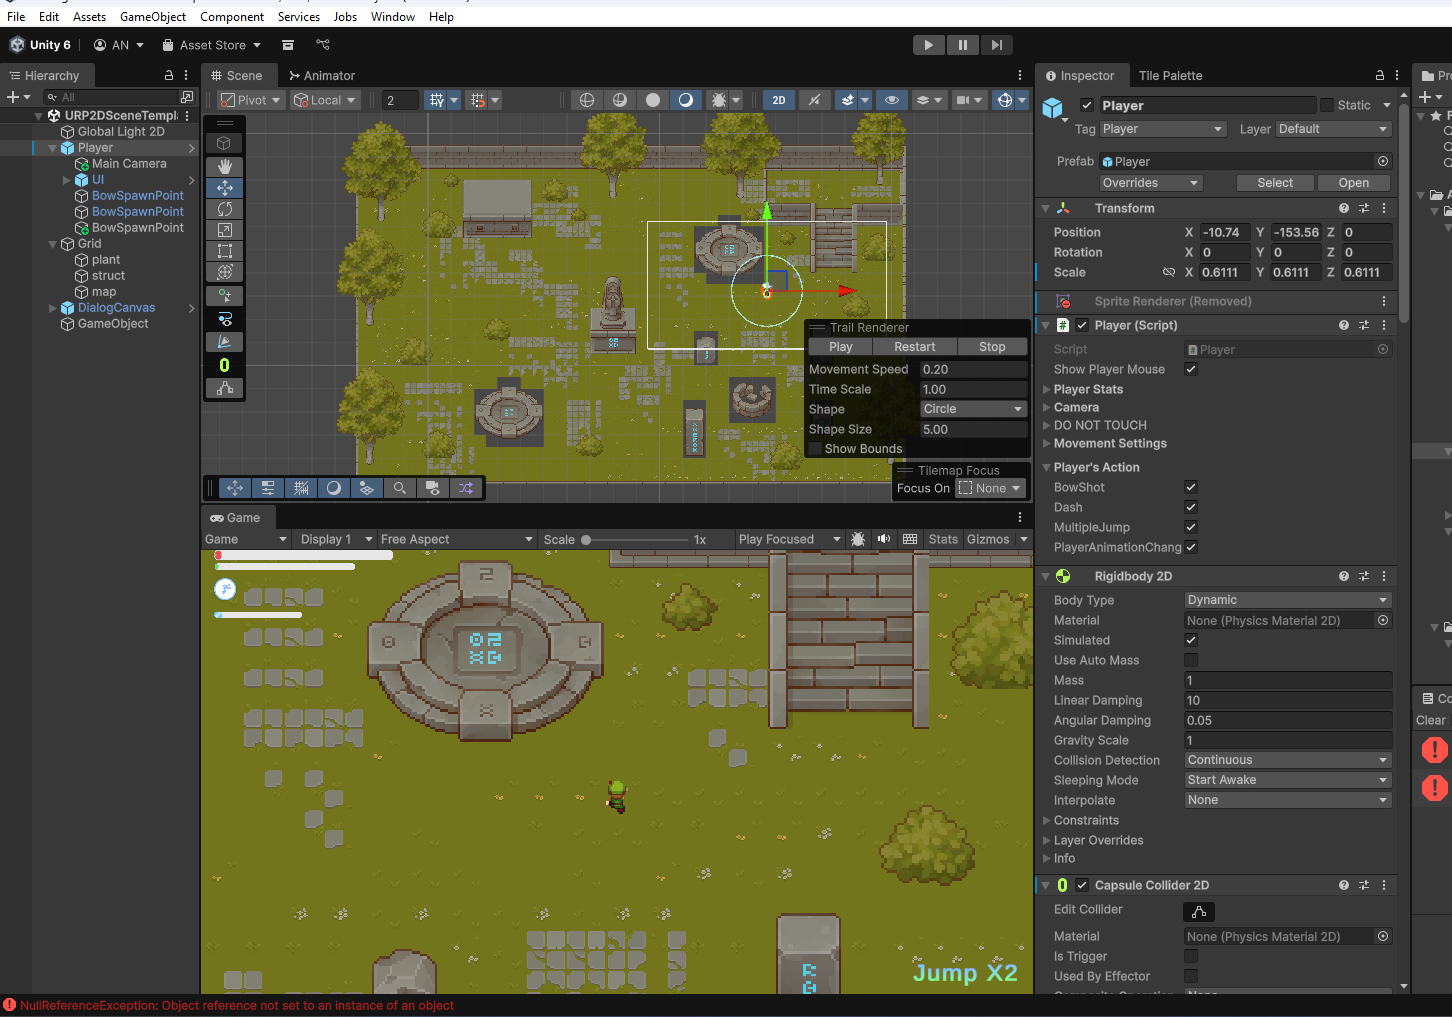 File Edit Assets GameObject Component Services Jobs Window Help
Unity 6 AN Asset Store
Hierarchy
All
URP2DSceneTempl
Global Light 2D
Player
Main Camera
UI
BowSpawnPoint
BowSpawnPoint
BowSpawnPoint
Grid
plant
struct
map
DialogCanvas
GameObject
Scene Animator
Pivot Local 2 2D
Trail Renderer
Play Restart Stop
Movement Speed 0.20
Time Scale 1.00
Shape Circle
Shape Size 5.00
Show Bounds
Tilemap Focus
Focus On None
Game
Game Display 1 Free Aspect Scale 1x Play Focused Stats Gizmos
Jump X2
Inspector Tile Palette
Player Static
Tag Player Layer Default
Prefab Player
Overrides Select Open
Transform
Position X -10.74 Y -153.56 Z 0
Rotation X 0 Y 0 Z 0
Scale X 0.6111 Y 0.6111 Z 0.6111
Sprite Renderer (Removed)
# Player (Script)
Script Player
Show Player Mouse
Player Stats
Camera
DO NOT TOUCH
Movement Settings
Player's Action
BowShot
Dash
MultipleJump
PlayerAnimationChang
Rigidbody 2D
Body Type Dynamic
Material None (Physics Material 2D)
Simulated
Use Auto Mass
Mass 1
Linear Damping 10
Angular Damping 0.05
Gravity Scale 1
Collision Detection Continuous
Sleeping Mode Start Awake
Interpolate None
Constraints
Layer Overrides
Info
Capsule Collider 2D
Edit Collider
Material None (Physics Material 2D)
Is Trigger
Used By Effector
Pro
Co
Clear
NullReferenceException: Object reference not set to an instance of an object